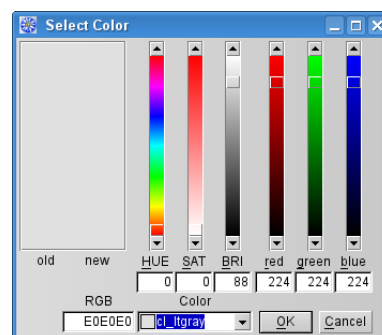 Select Color
old new HUE SAT BRI red green blue
0 0 88 224 224 224
RGB Color
E0E0E0 cl_ltgray OK Cancel